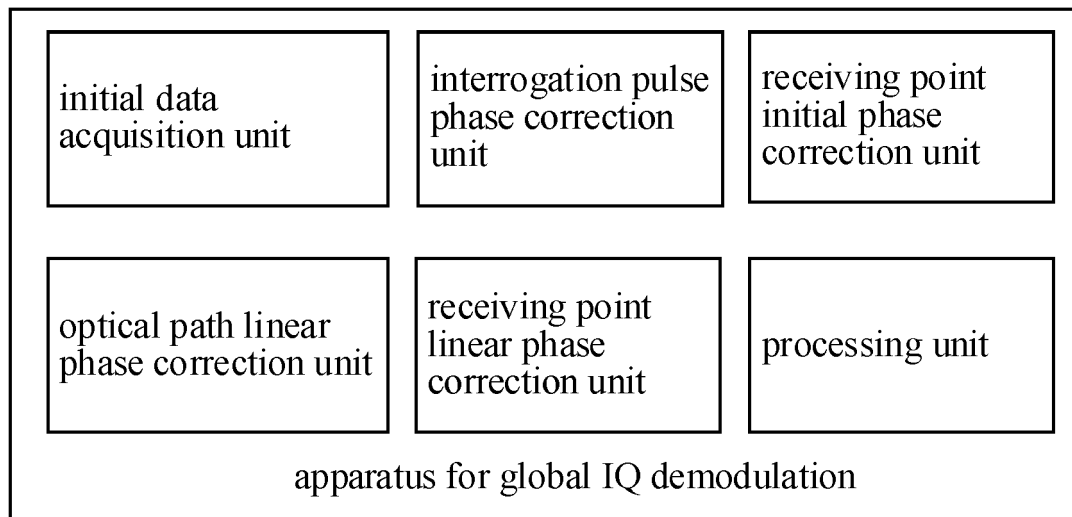 initial data
acquisition unit
interrogation pulse
phase correction
unit
receiving point
initial phase
correction unit
optical path linear
phase correction unit
receiving point
linear phase
correction unit
processing unit
apparatus for global IQ demodulation